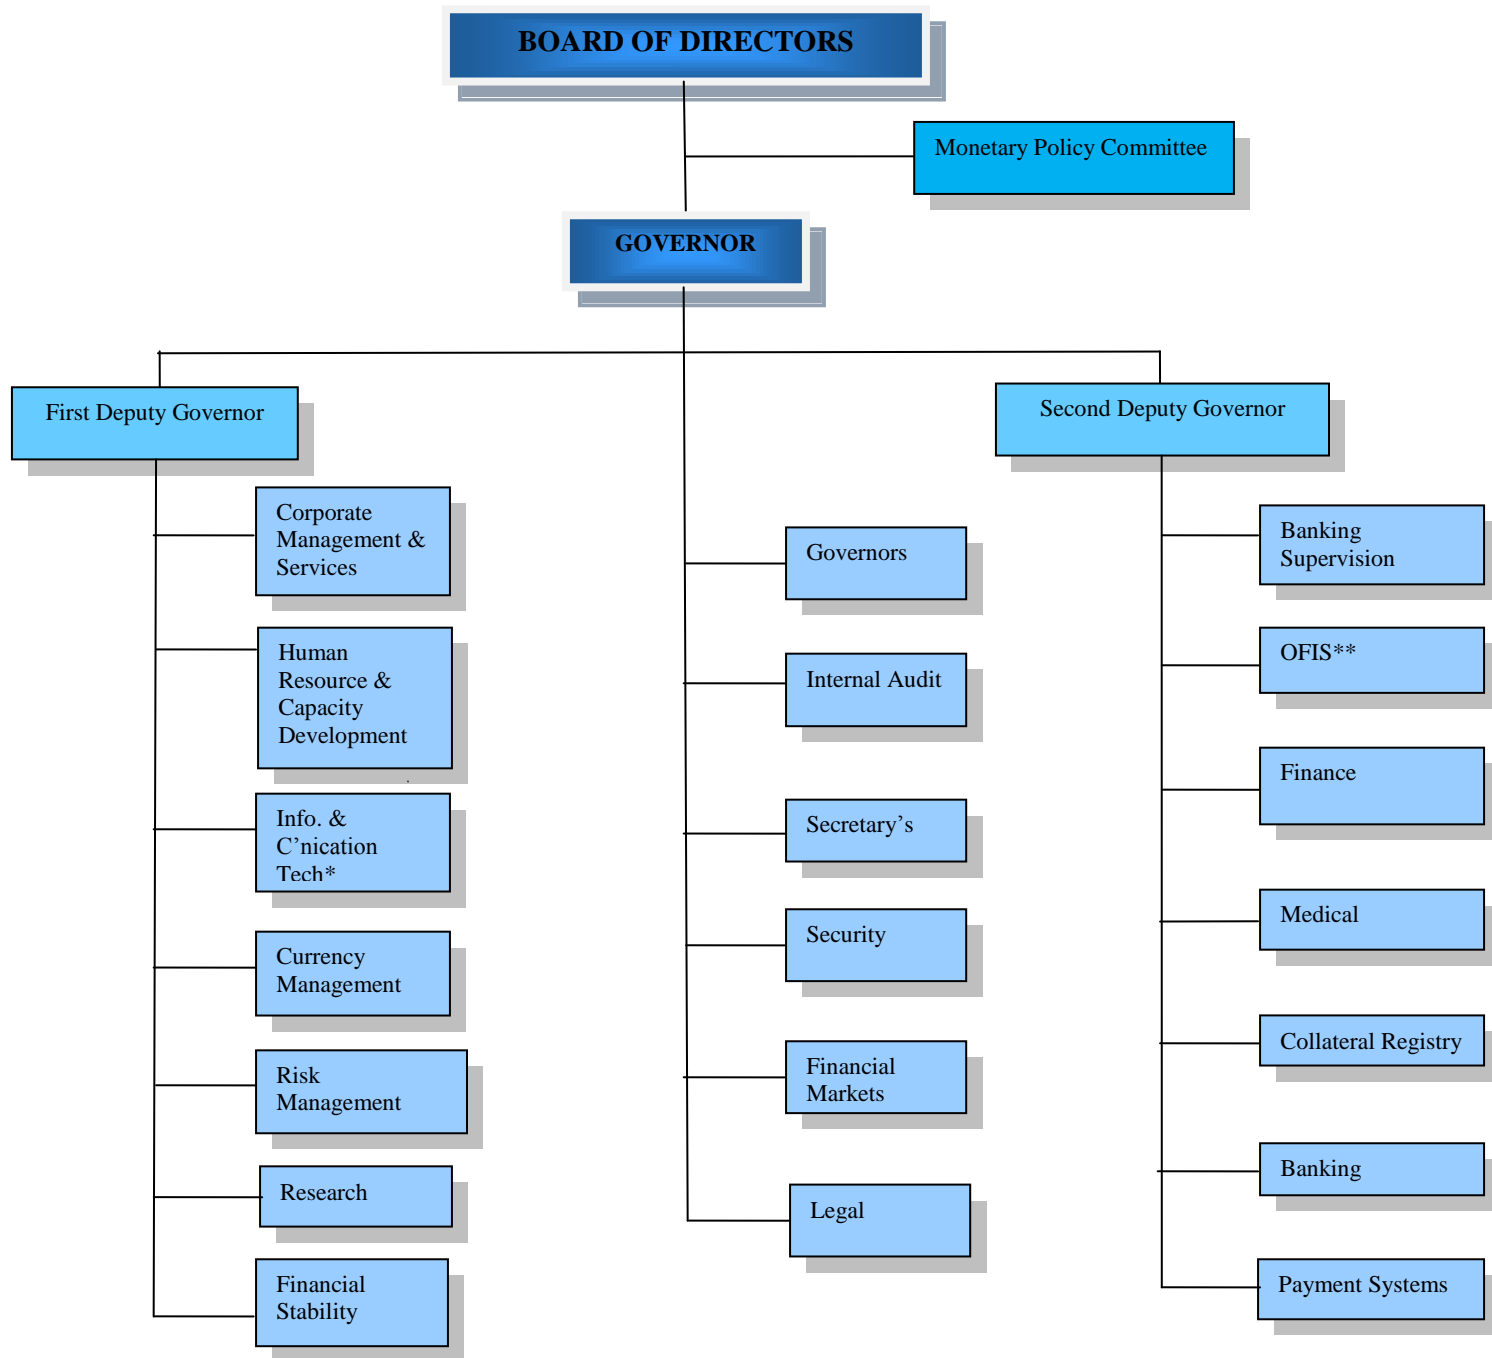 BOARD OF DIRECTORS
Monetary Policy Committee
GOVERNOR
First Deputy Governor
Second Deputy Governor
Corporate
Management &
Services
Human
Resource &
Capacity
Development
Info. &
C’nication
Tech*
Currency
Management
Risk
Management
Research
Financial
Stability
Governors
Internal Audit
Secretary’s
Security
Financial
Markets
Legal
Banking
Supervision
OFIS**
Finance
Medical
Collateral Registry
Banking
Payment Systems